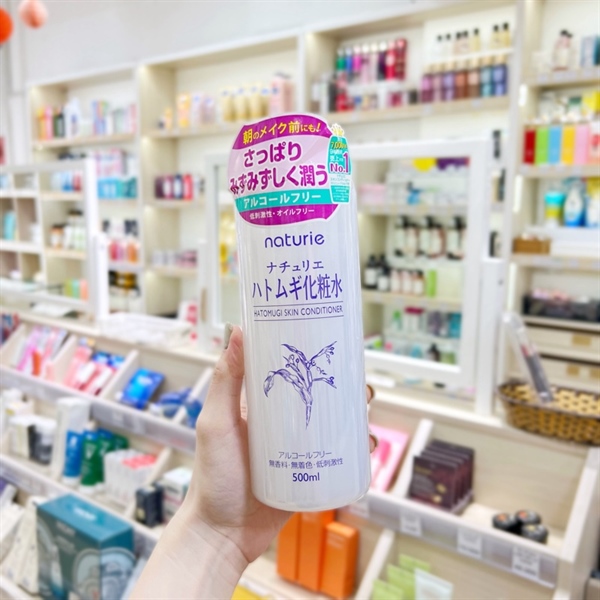 朝のメイク前にも!
さっぱり
みずみずしく潤う
アルコールフリー
低刺激性・オイルフリー
No.1
naturie
ナチュリエ
ハトムギ化粧水
HATOMUGI SKIN CONDITIONER
アルコールフリー
無香料・無着色・低刺激性
500ml